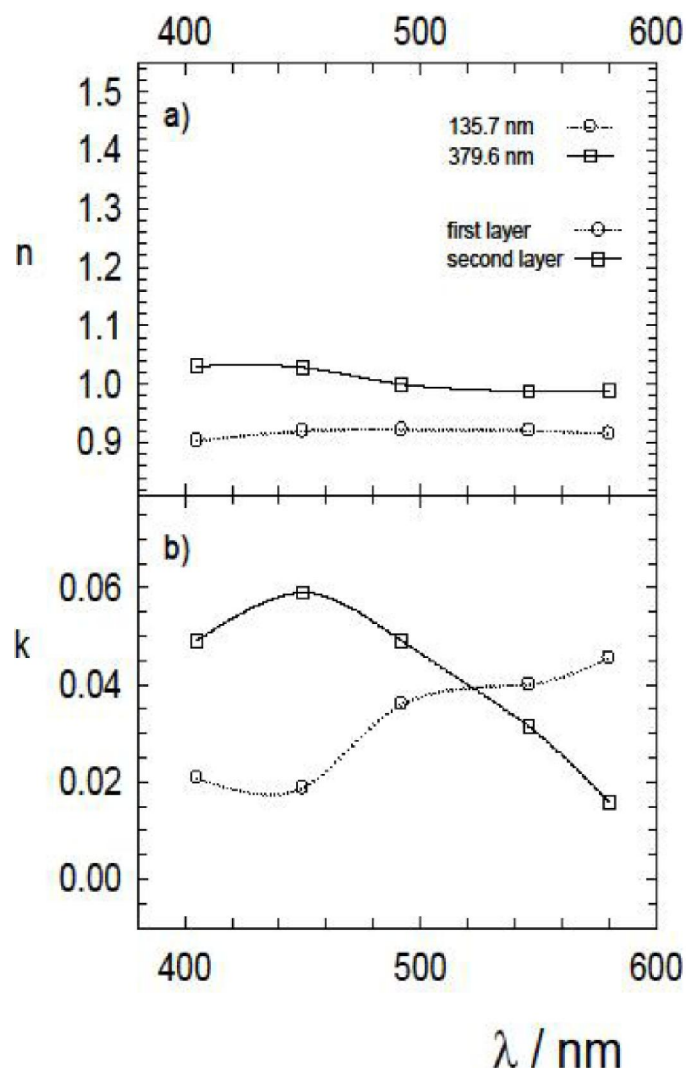 400 500 600
1.5
a)
135.7 nm
1.4
379.6 nm
1.3
first layer
n
second layer
1.2
1.1
1.0
0.9
b)
0.06
k
0.04
0.02
0.00
400 500 600
λ / nm